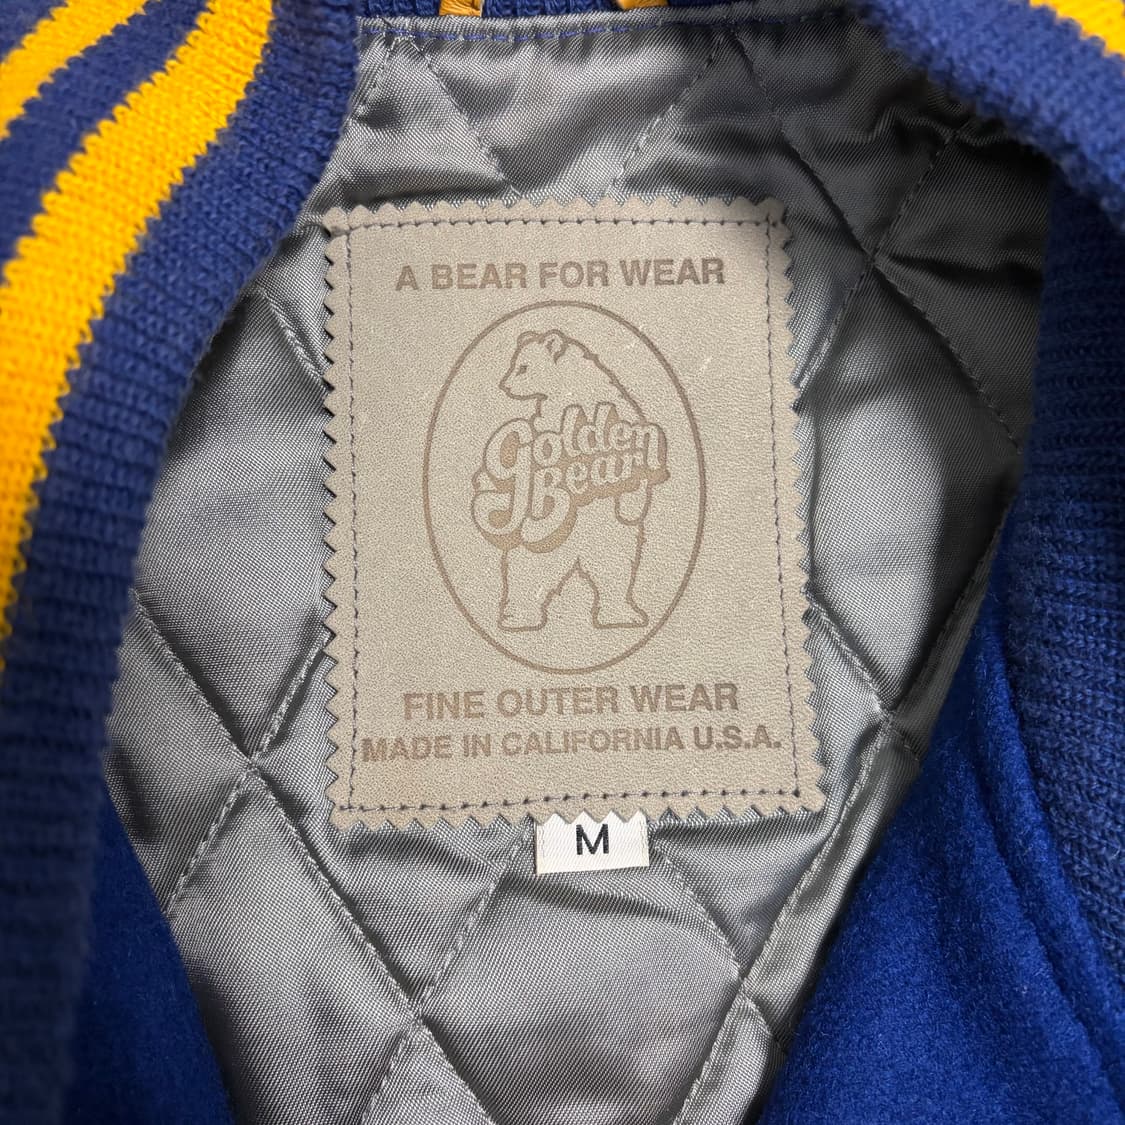 A BEAR FOR WEAR
Golden
Bear
FINE OUTER WEAR
MADE IN CALIFORNIA U.S.A.
M